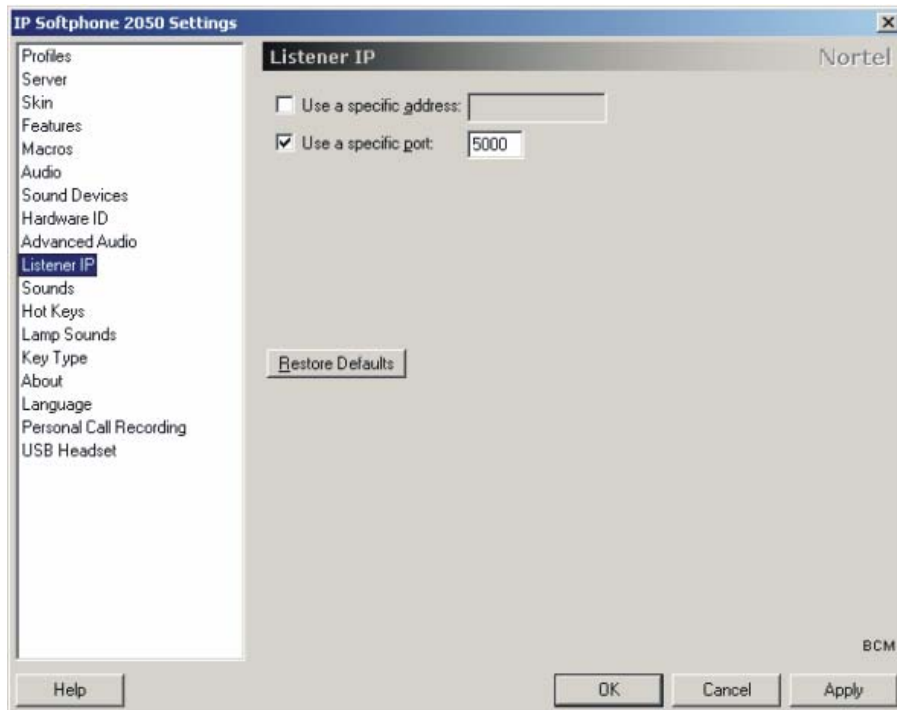 IP Softphone 2050 Settings
Profiles
Server
Skin
Features
Macros
Audio
Sound Devices
Hardware ID
Advanced Audio
Listener IP
Sounds
Hot Keys
Lamp Sounds
Key Type
About
Language
Personal Call Recording
USB Headset
Listener IP Nortel
Use a specific address:
Use a specific port: 5000
Restore Defaults
BCM
Help OK Cancel Apply